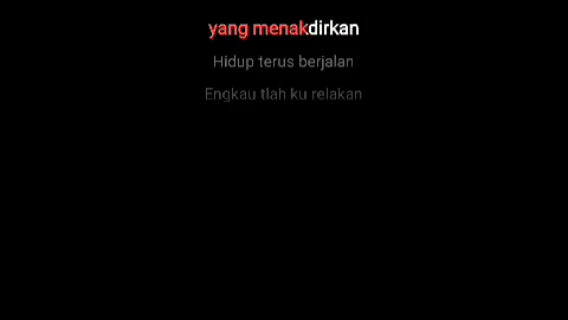 yang menakdirkan
Hidup terus berjalan
Engkau tlah ku relakan